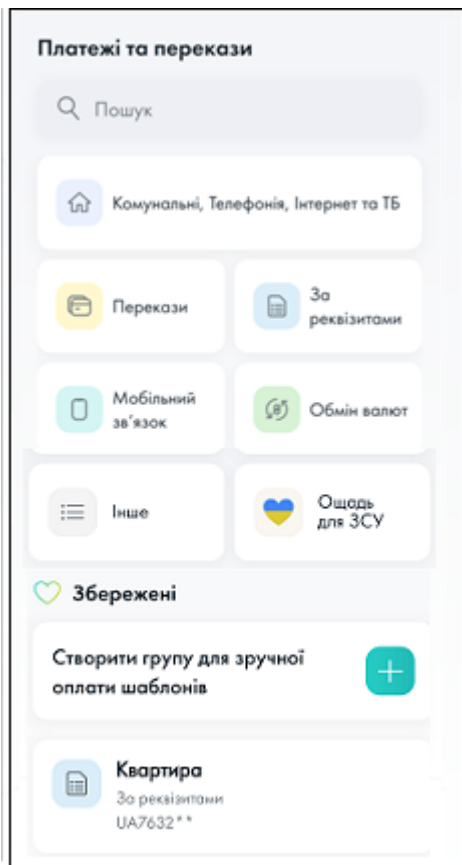 Платежі та перекази
Пошук
Комунальні, Телефонія, Інтернет та ТБ
Перекази
За
реквізитами
Мобільний
зв’язок
Обмін валют
Інше
Ощадь
для ЗСУ
Збережені
Створити групу для зручної
оплати шаблонів
Квартира
За реквізитами
UA7632**